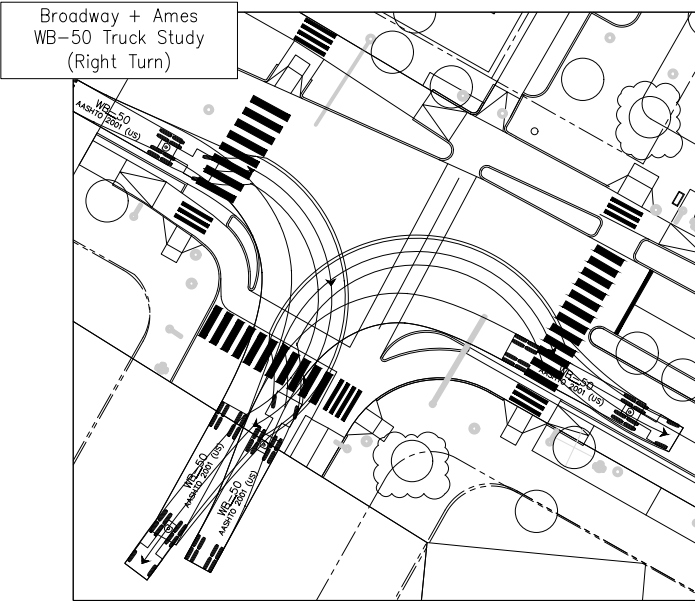 Broadway + Ames
WB-50 Truck Study
(Right Turn)
WB-50
AASHTO 2001 (US)
WB-50
AASHTO 2001 (US)
WB-50
AASHTO 2001 (US)
WB-50
AASHTO 2001 (US)